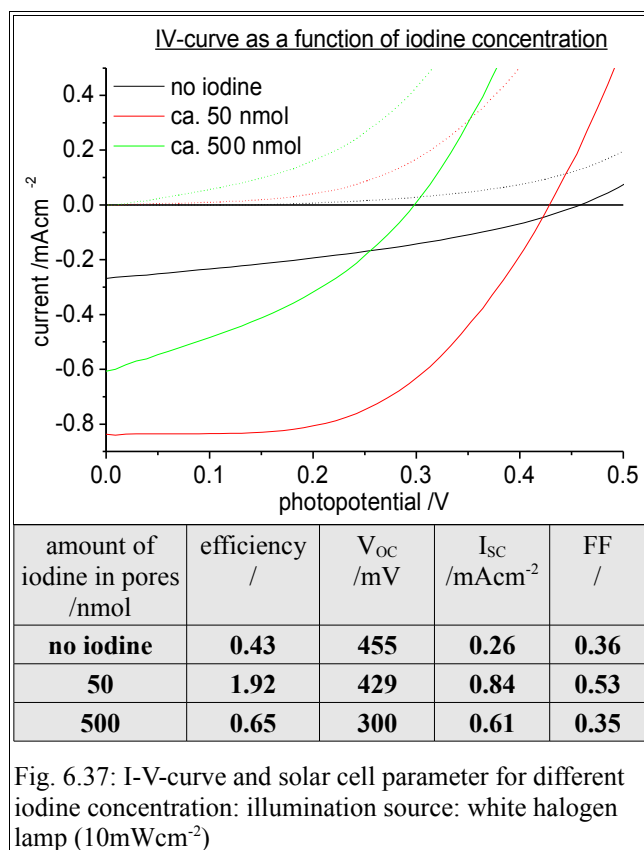 IV-curve as a function of iodine concentration
no iodine
ca. 50 nmol
ca. 500 nmol
current /mAcm⁻²
0.4
0.2
0.0
-0.2
-0.4
-0.6
-0.8
0.0 0.1 0.2 0.3 0.4 0.5
photopotential /V
amount of iodine in pores /nmol
efficiency /
V_OC /mV
I_SC /mAcm⁻²
FF /
no iodine 0.43 455 0.26 0.36
50 1.92 429 0.84 0.53
500 0.65 300 0.61 0.35
Fig. 6.37: I-V-curve and solar cell parameter for different
iodine concentration: illumination source: white halogen
lamp (10mWcm⁻²)